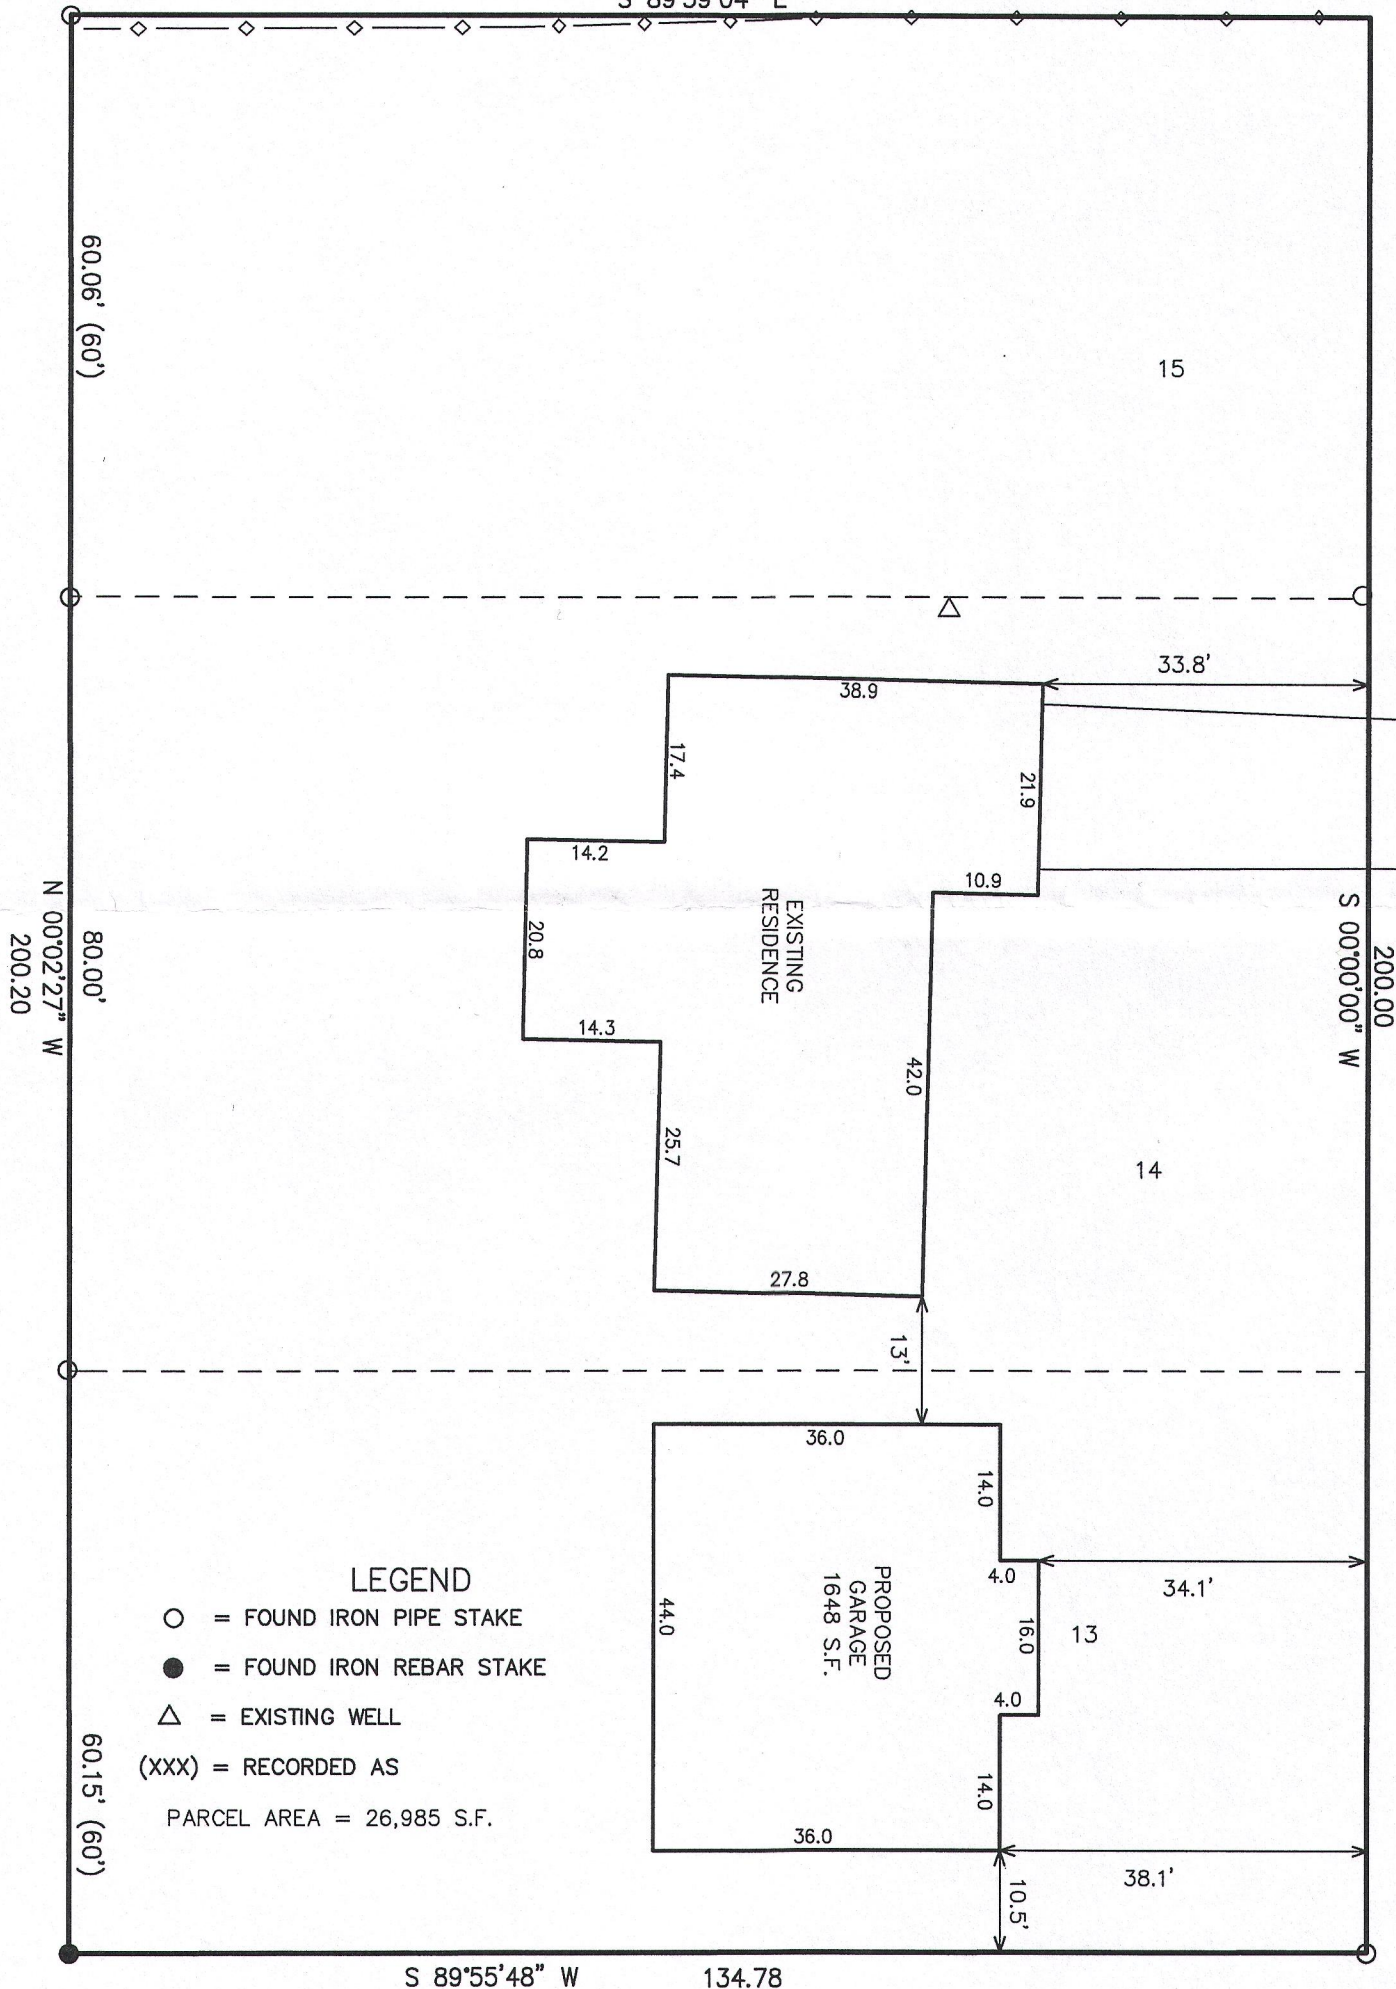 S 89°59'04" E
60.06' (60')
15
33.8'
38.9
17.4
21.9
14.2
10.9
EXISTING
RESIDENCE
20.8
14.3
42.0
25.7
27.8
14
80.00'
N 00°02'27" W
200.20
200.00
S 00°00'00" W
13'
36.0
14.0
4.0
34.1'
PROPOSED
GARAGE
1648 S.F.
44.0
16.0
13
4.0
14.0
36.0
38.1'
10.5'
LEGEND
= FOUND IRON PIPE STAKE
= FOUND IRON REBAR STAKE
= EXISTING WELL
(XXX) = RECORDED AS
PARCEL AREA = 26,985 S.F.
60.15' (60')
S 89°55'48" W 134.78